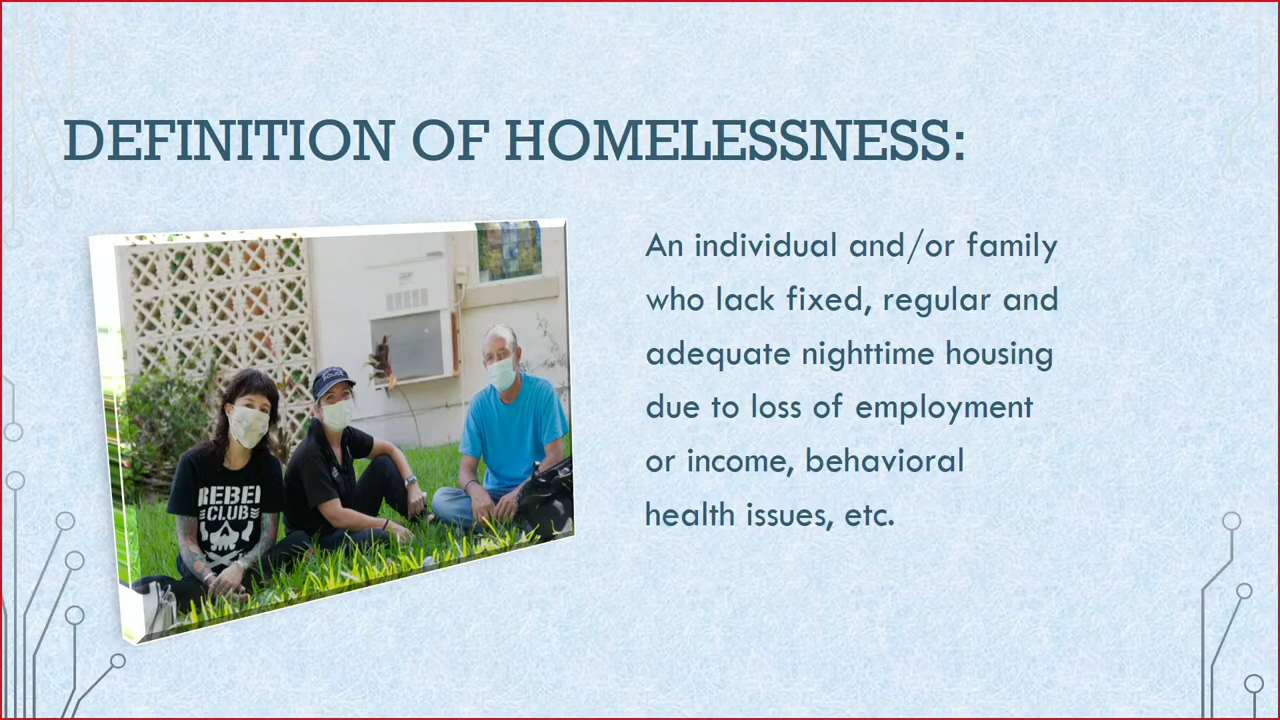 DEFINITION OF HOMELESSNESS:
An individual and/or family
who lack fixed, regular and
adequate nighttime housing
due to loss of employment
or income, behavioral
health issues, etc.
POLICE
REBEL
CLUB